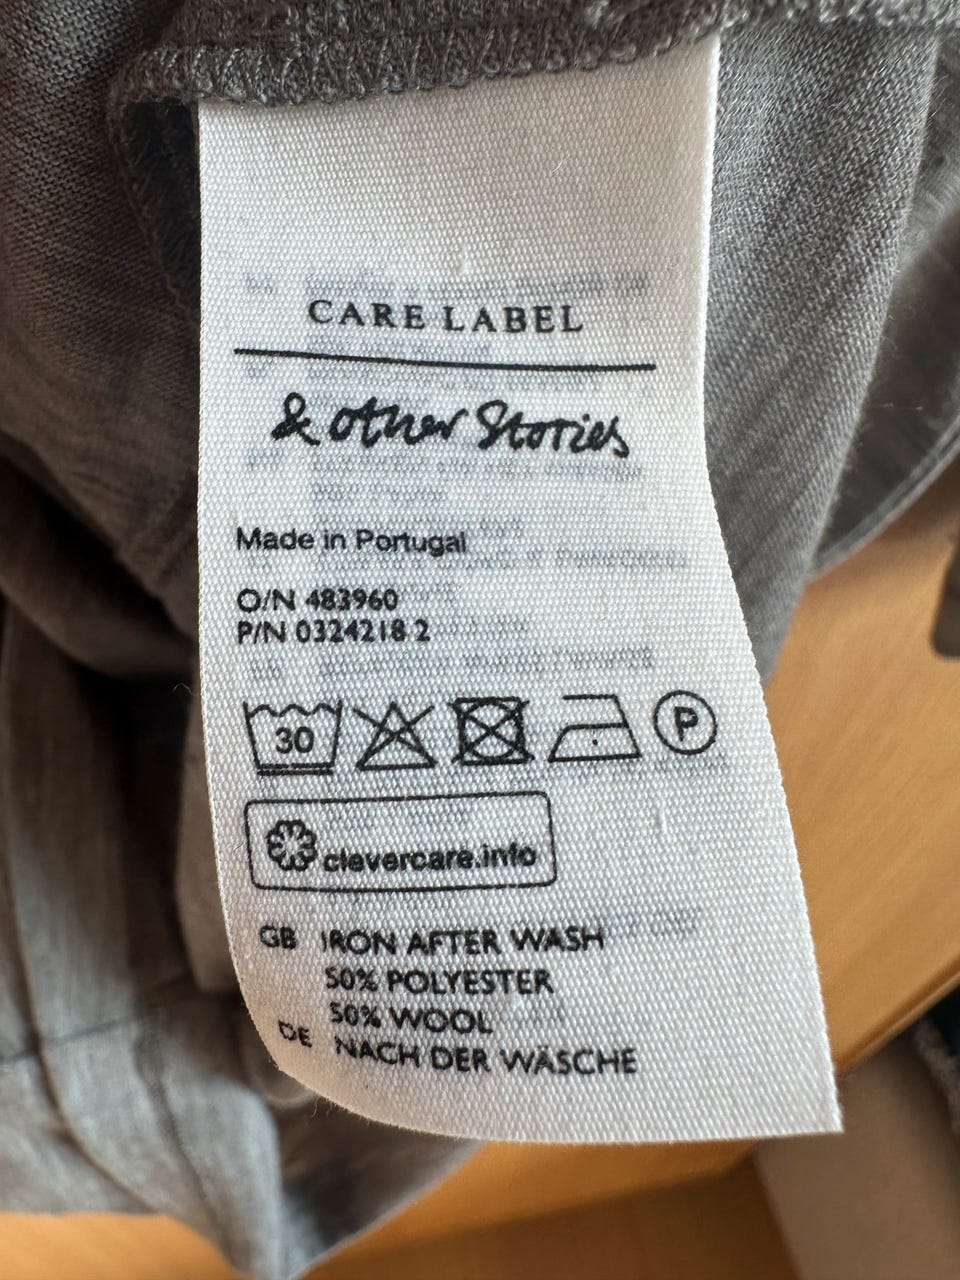 CARE LABEL
& other Stories
Made in Portugal
O/N 483960
P/N 0324218 2
30
P
clevercare.info
GB IRON AFTER WASH
50% POLYESTER
50% WOOL
DE NACH DER WÄSCHE